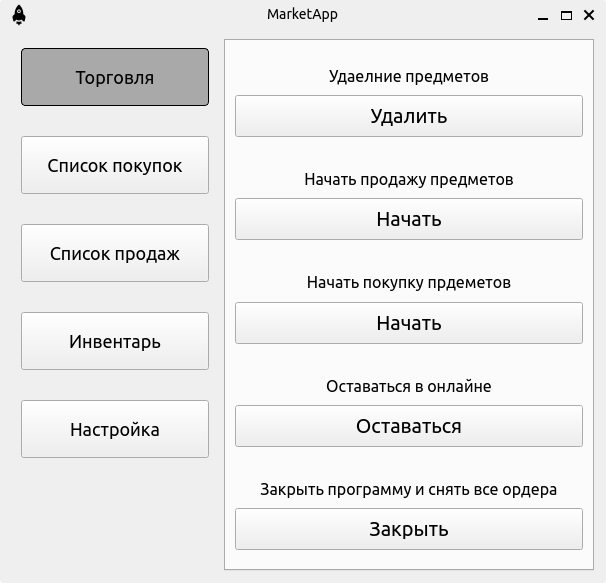 MarketApp
Торговля
Список покупок
Список продаж
Инвентарь
Настройка
Удаелние предметов
Удалить
Начать продажу предметов
Начать
Начать покупку прдеметов
Начать
Оставаться в онлайне
Оставаться
Закрыть программу и снять все ордера
Закрыть